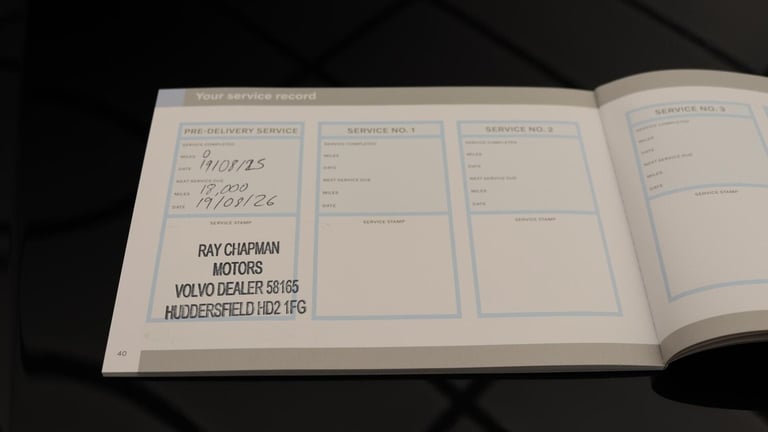 Your service record
PRE-DELIVERY SERVICE
SERVICE COMPLETED
MILES 0
DATE 19/08/25
NEXT SERVICE DUE
MILES 18,000
DATE 19/08/26
SERVICE STAMP
RAY CHAPMAN
MOTORS
VOLVO DEALER 58165
HUDDERSFIELD HD2 1FG
SERVICE NO. 1
SERVICE COMPLETED
MILES
DATE
NEXT SERVICE DUE
MILES
DATE
SERVICE STAMP
SERVICE NO. 2
SERVICE COMPLETED
MILES
DATE
NEXT SERVICE DUE
MILES
DATE
SERVICE STAMP
SERVICE NO. 3
SERVICE COMPLETED
MILES
DATE
NEXT SERVICE DUE
MILES
DATE
SERVICE STAMP
40